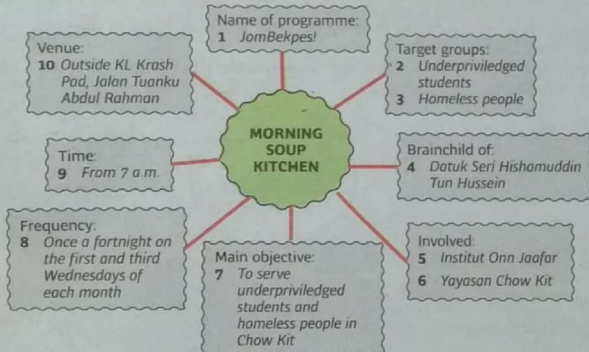 Name of programme:
1 JomBekpes!
Venue:
10 Outside KL Krash
Pad, Jalan Tuanku
Abdul Rahman
Target groups:
2 Underpriviledged
students
3 Homeless people
MORNING
SOUP
KITCHEN
Time:
9 From 7 a.m.
Brainchild of:
4 Datuk Seri Hishamuddin
Tun Hussein
Frequency:
8 Once a fortnight on
the first and third
Wednesdays of
each month
Main objective:
7 To serve
underpriviledged
students and
homeless people in
Chow Kit
Involved:
5 Institut Onn Jaafar
6 Yayasan Chow Kit